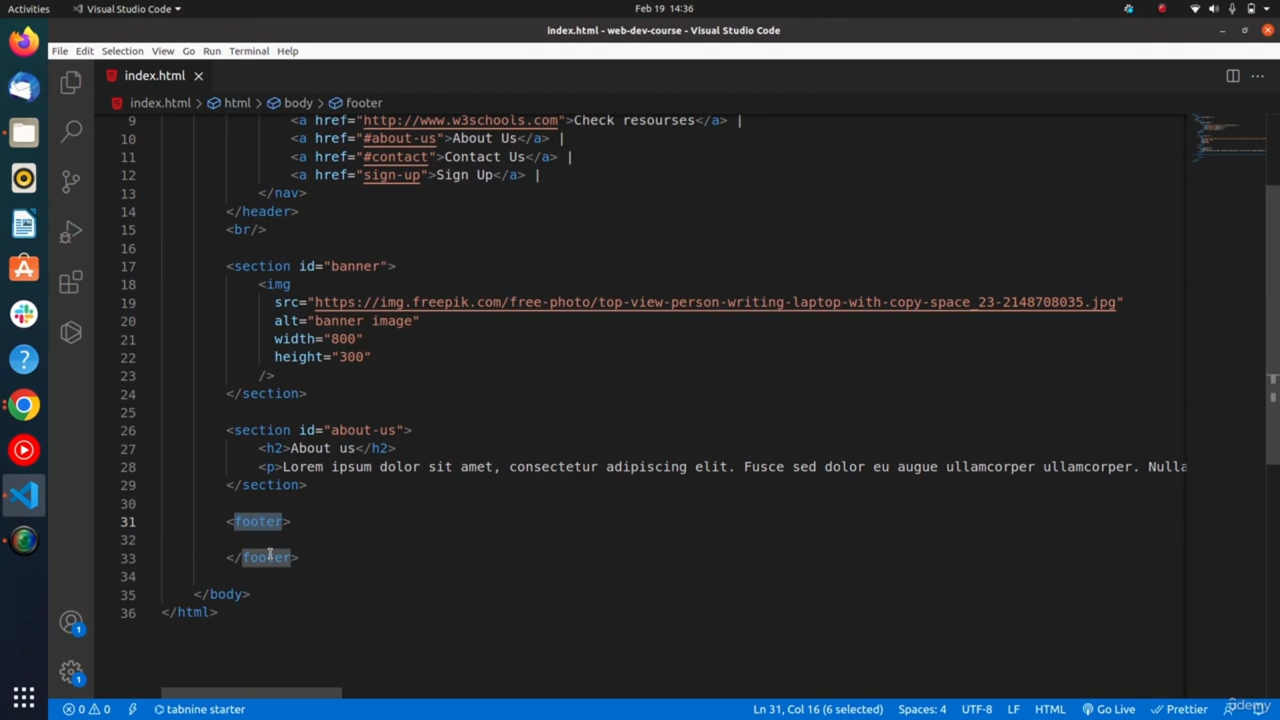 Activities
Visual Studio Code
Feb 19 14:36
index.html - web-dev-course - Visual Studio Code
File Edit Selection View Go Run Terminal Help
index.html
index.html > html > body > footer
9 <a href="http://www.w3schools.com">Check resourses</a> |
10 <a href="#about-us">About Us</a> |
11 <a href="#contact">Contact Us</a> |
12 <a href="sign-up">Sign Up</a> |
13 </nav>
14 </header>
15 <br/>
16
17 <section id="banner">
18 <img
19 src="https://img.freepik.com/free-photo/top-view-person-writing-laptop-with-copy-space_23-2148708035.jpg"
20 alt="banner image"
21 width="800"
22 height="300"
23 />
24 </section>
25
26 <section id="about-us">
27 <h2>About us</h2>
28 <p>Lorem ipsum dolor sit amet, consectetur adipiscing elit. Fusce sed dolor eu augue ullamcorper ullamcorper. Nulla
29 </section>
30
31 <footer>
32
33 </footer>
34
35 </body>
36 </html>
1
1
0 0 tabnine starter Ln 31, Col 16 (6 selected) Spaces: 4 UTF-8 LF HTML Go Live Prettier
udemy